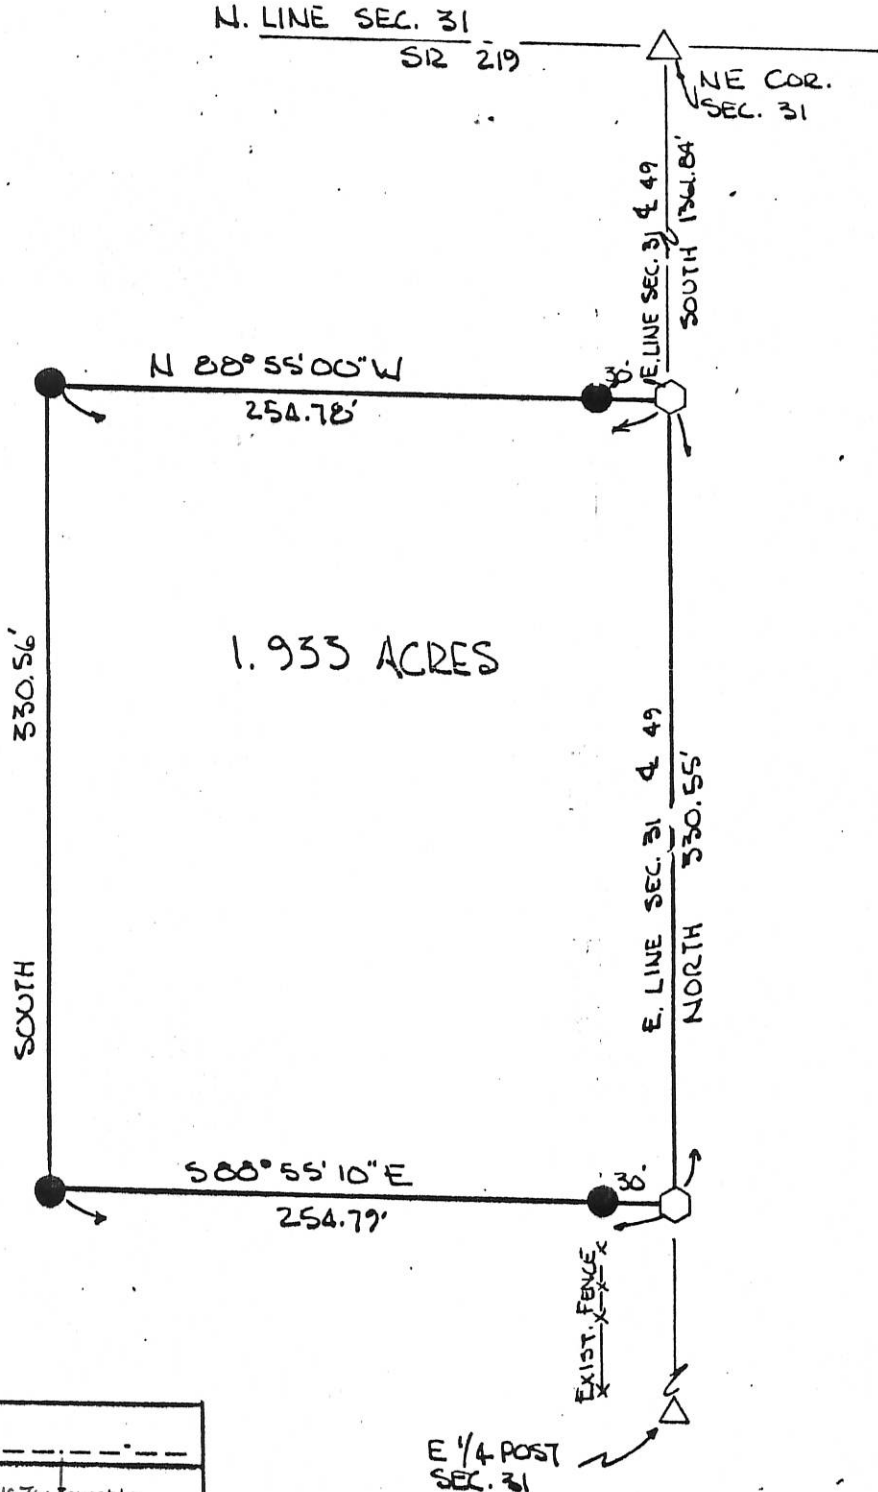 N. LINE SEC. 31
SR 219
NE COR.
SEC. 31
E. LINE SEC. 31 ℄ 49
SOUTH
N 88° 55' 00" W
254.78'
30'
1.933 ACRES
SOUTH 330.56'
E. LINE SEC. 31 ℄ 49
NORTH 330.55'
S 88° 55' 10" E
254.79'
30'
EXIST. FENCE
E 1/4 POST
SEC. 31